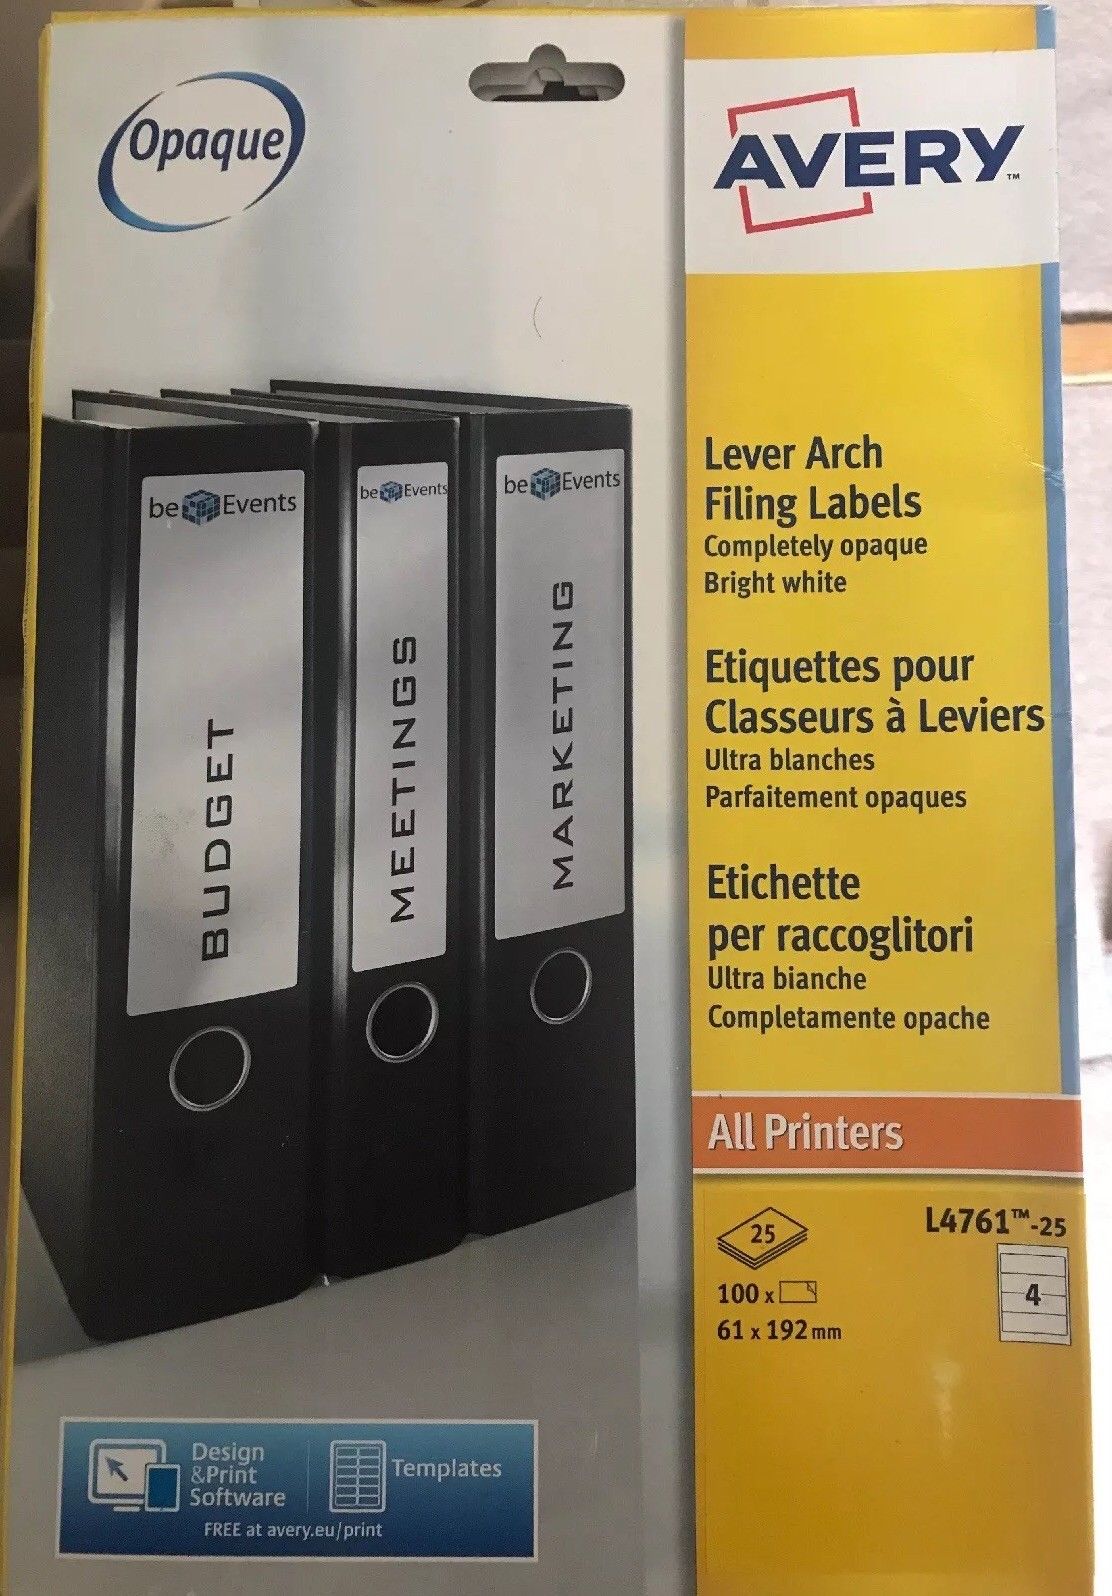 Opaque
AVERY™
be Events
be Events
be Events
BUDGET
MEETINGS
MARKETING
Lever Arch
Filing Labels
Completely opaque
Bright white
Etiquettes pour
Classeurs à Leviers
Ultra blanches
Parfaitement opaques
Etichette
per raccoglitori
Ultra bianche
Completamente opache
All Printers
25
L4761™-25
100 x
4
61 x 192 mm
Design
&Print
Software
Templates
FREE at avery.eu/print